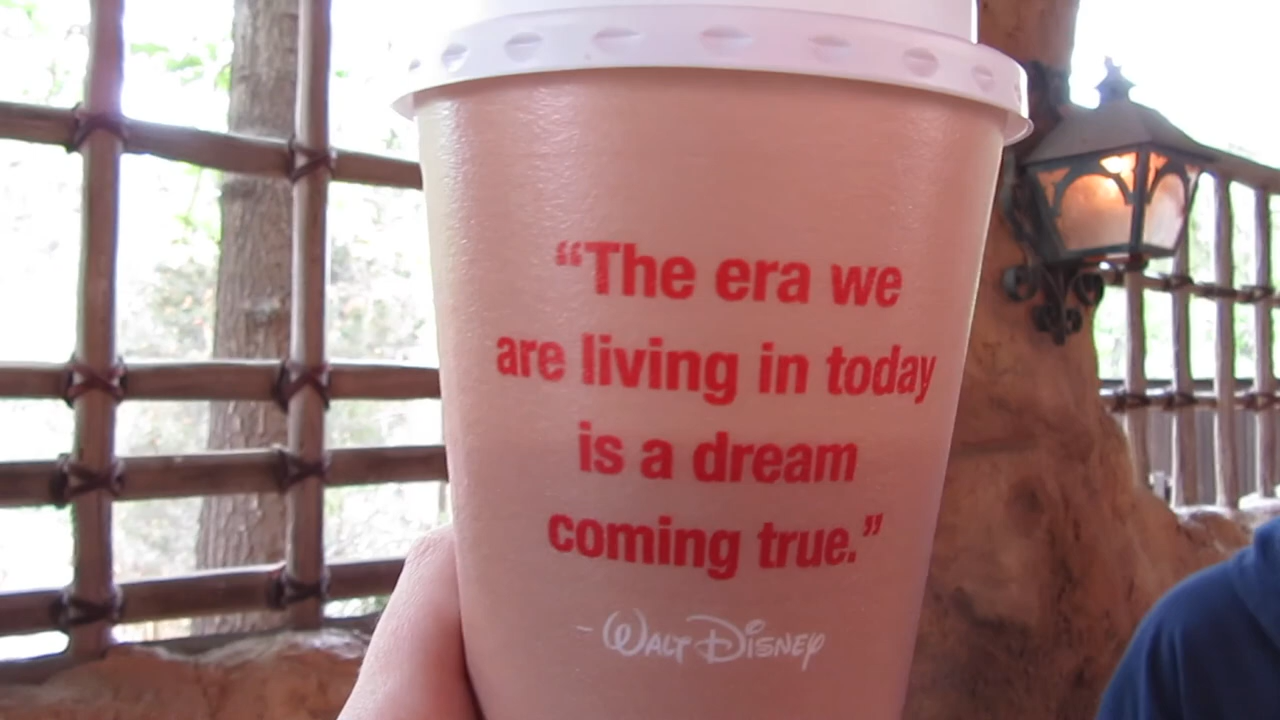 “The era we
are living in today
is a dream
coming true.”
- WALT DISNEY